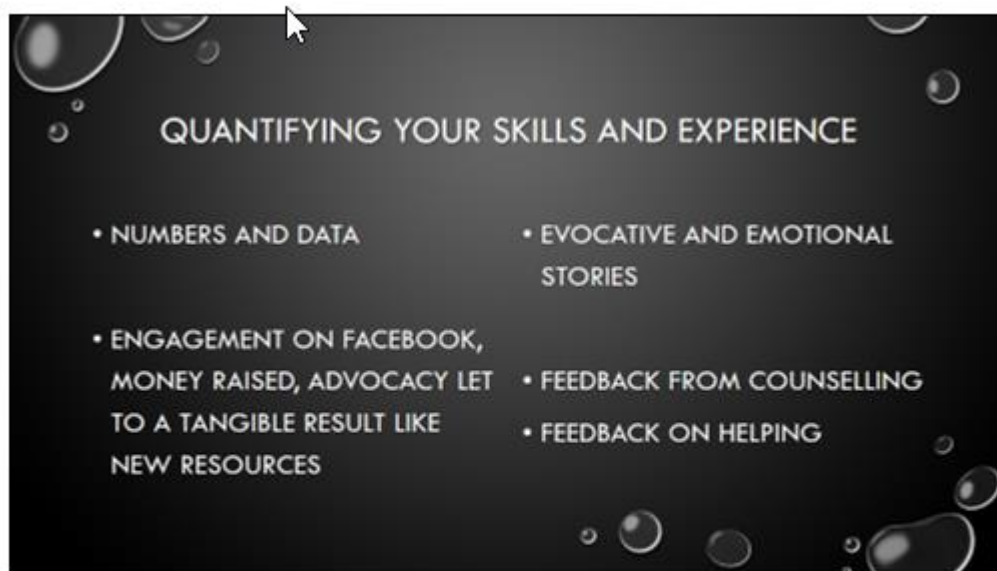 QUANTIFYING YOUR SKILLS AND EXPERIENCE
• NUMBERS AND DATA
• ENGAGEMENT ON FACEBOOK,
MONEY RAISED, ADVOCACY LET
TO A TANGIBLE RESULT LIKE
NEW RESOURCES
• EVOCATIVE AND EMOTIONAL
STORIES
• FEEDBACK FROM COUNSELLING
• FEEDBACK ON HELPING